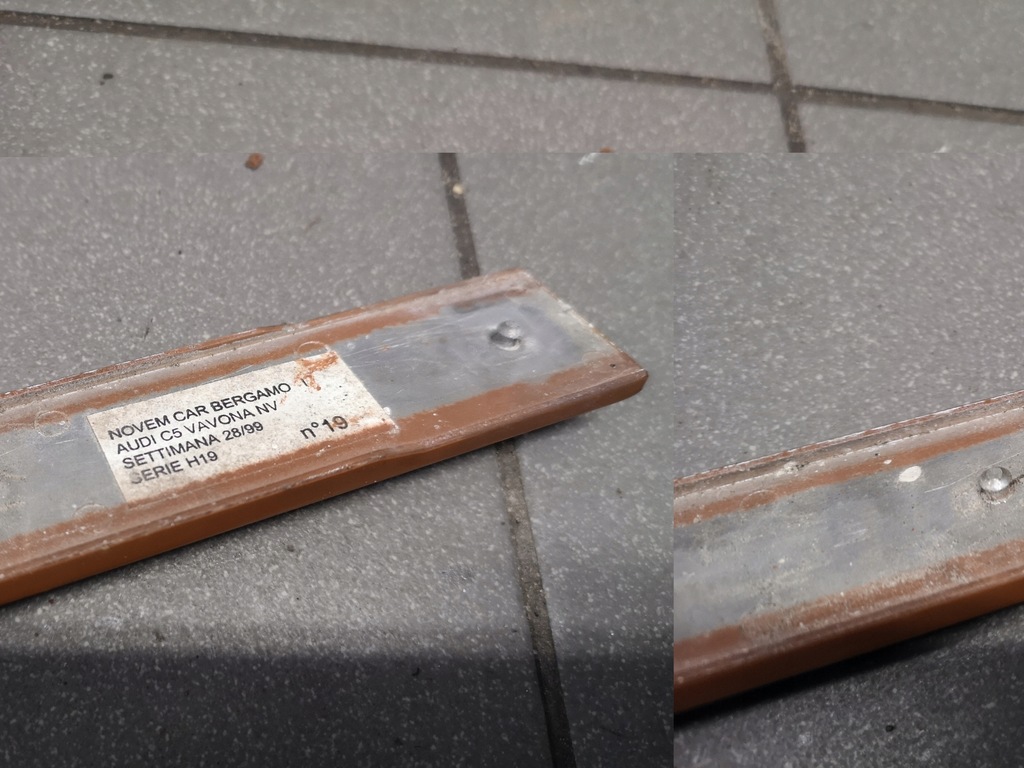 NOVEM CAR BERGAMO
AUDI C5 VAVONA NV
SETTIMANA 28/99
SERIE H19
n°19